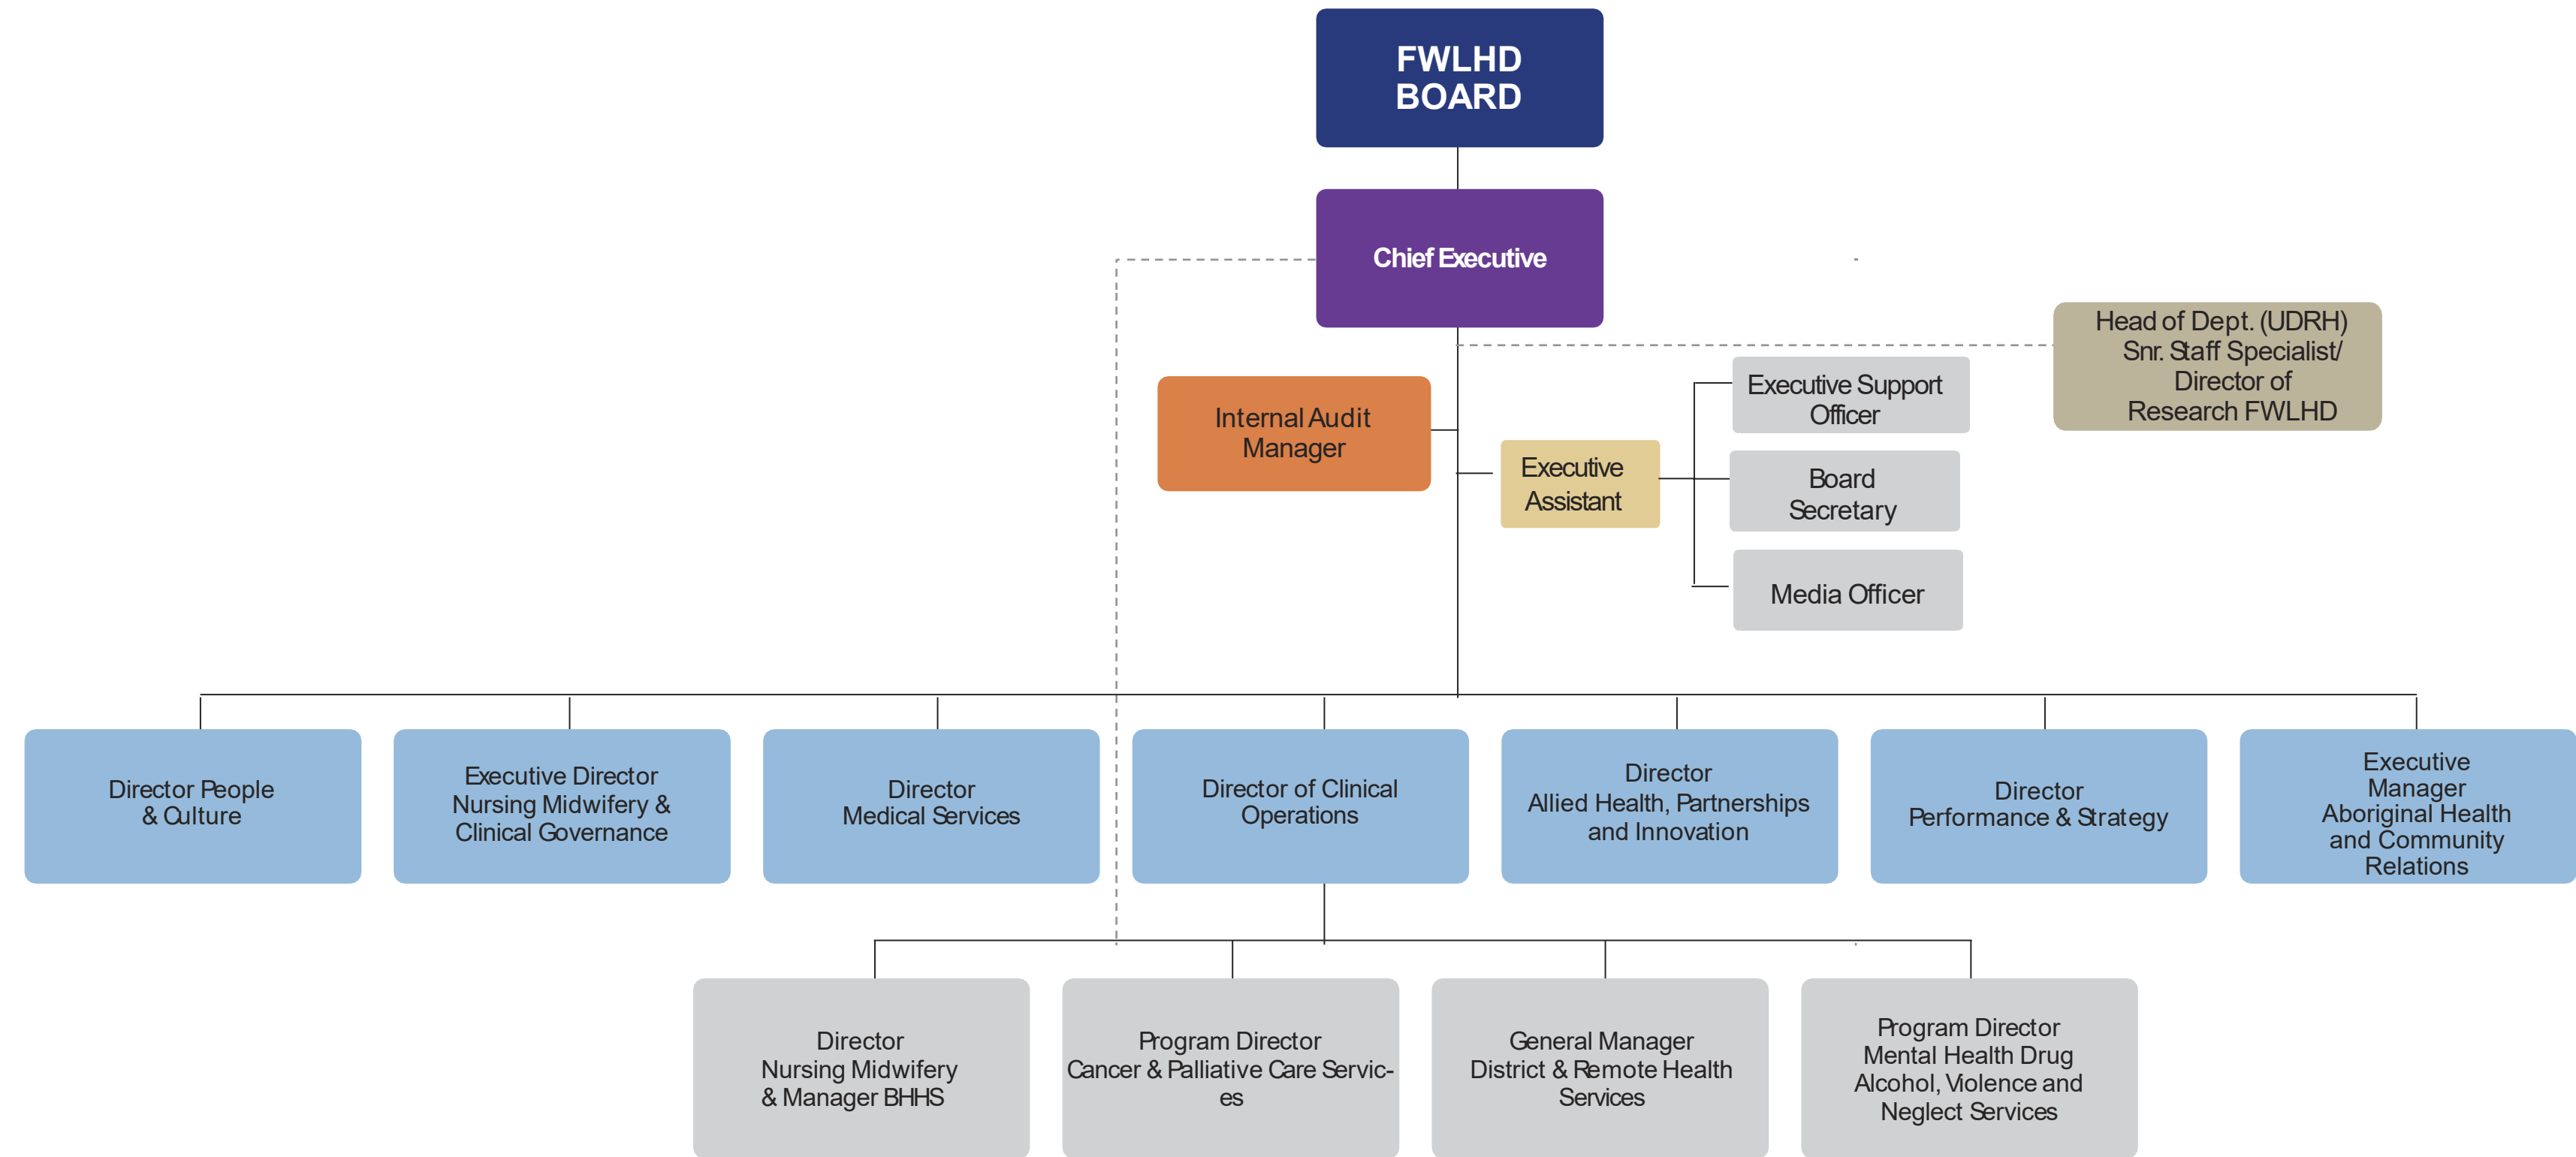 FWLHD
BOARD
Chief Executive
Head of Dept. (UDRH)
Snr. Staff Specialist/
Director of
Research FWLHD
Internal Audit
Manager
Executive
Assistant
Executive Support
Officer
Board
Secretary
Media Officer
Director People
& Culture
Executive Director
Nursing Midwifery &
Clinical Governance
Director
Medical Services
Director of Clinical
Operations
Director
Allied Health, Partnerships
and Innovation
Director
Performance & Strategy
Executive
Manager
Aboriginal Health
and Community
Relations
Director
Nursing Midwifery
& Manager BHHS
Program Director
Cancer & Palliative Care Servic-
es
General Manager
District & Remote Health
Services
Program Director
Mental Health Drug
Alcohol, Violence and
Neglect Services